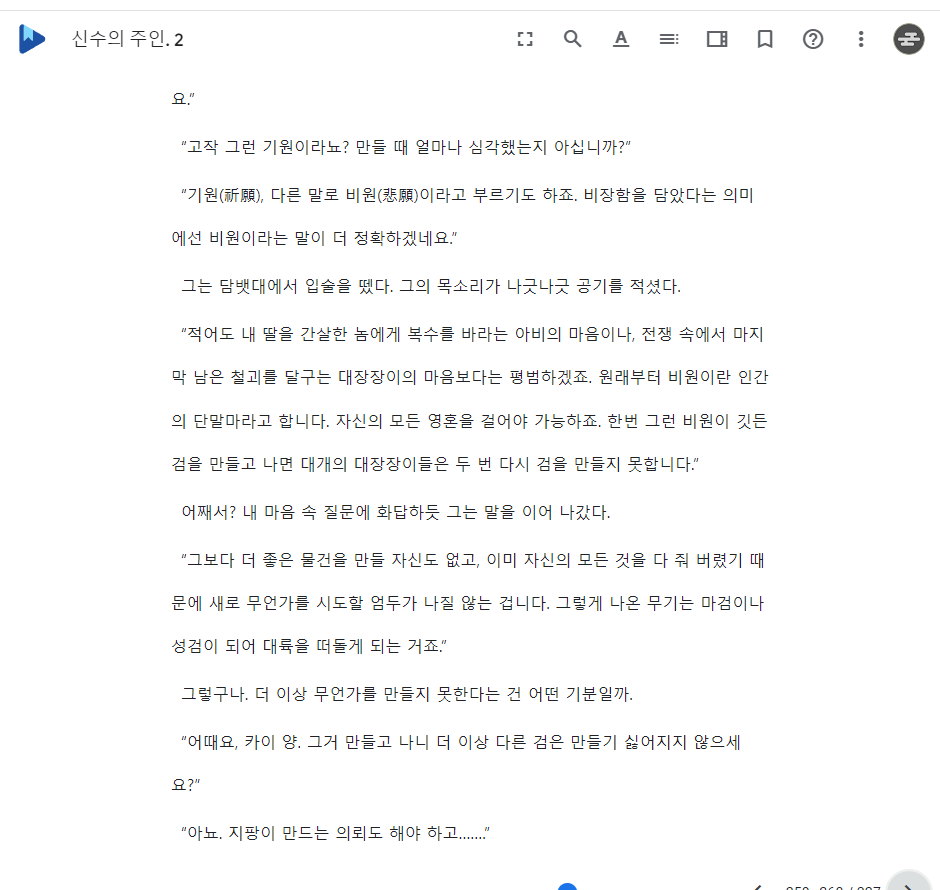 신수의 주인. 2
요.”
“고작 그런 기원이라뇨? 만들 때 얼마나 심각했는지 아십니까?”
“기원(祈願), 다른 말로 비원(悲願)이라고 부르기도 하죠. 비장함을 담았다는 의미
에선 비원이라는 말이 더 정확하겠네요.”
그는 담뱃대에서 입술을 뗐다. 그의 목소리가 나긋나긋 공기를 적셨다.
“적어도 내 딸을 간살한 놈에게 복수를 바라는 아비의 마음이나, 전쟁 속에서 마지
막 남은 철괴를 달구는 대장장이의 마음보다는 평범하겠죠. 원래부터 비원이란 인간
의 단말마라고 합니다. 자신의 모든 영혼을 걸어야 가능하죠. 한번 그런 비원이 깃든
검을 만들고 나면 대개의 대장장이들은 두 번 다시 검을 만들지 못합니다.”
어째서? 내 마음 속 질문에 화답하듯 그는 말을 이어 나갔다.
“그보다 더 좋은 물건을 만들 자신도 없고, 이미 자신의 모든 것을 다 줘 버렸기 때
문에 새로 무언가를 시도할 엄두가 나질 않는 겁니다. 그렇게 나온 무기는 마검이나
성검이 되어 대륙을 떠돌게 되는 거죠.”
그렇구나. 더 이상 무언가를 만들지 못한다는 건 어떤 기분일까.
“어때요, 카이 양. 그거 만들고 나니 더 이상 다른 검은 만들기 싫어지지 않으세
요?”
“아뇨. 지팡이 만드는 의뢰도 해야 하고…….”